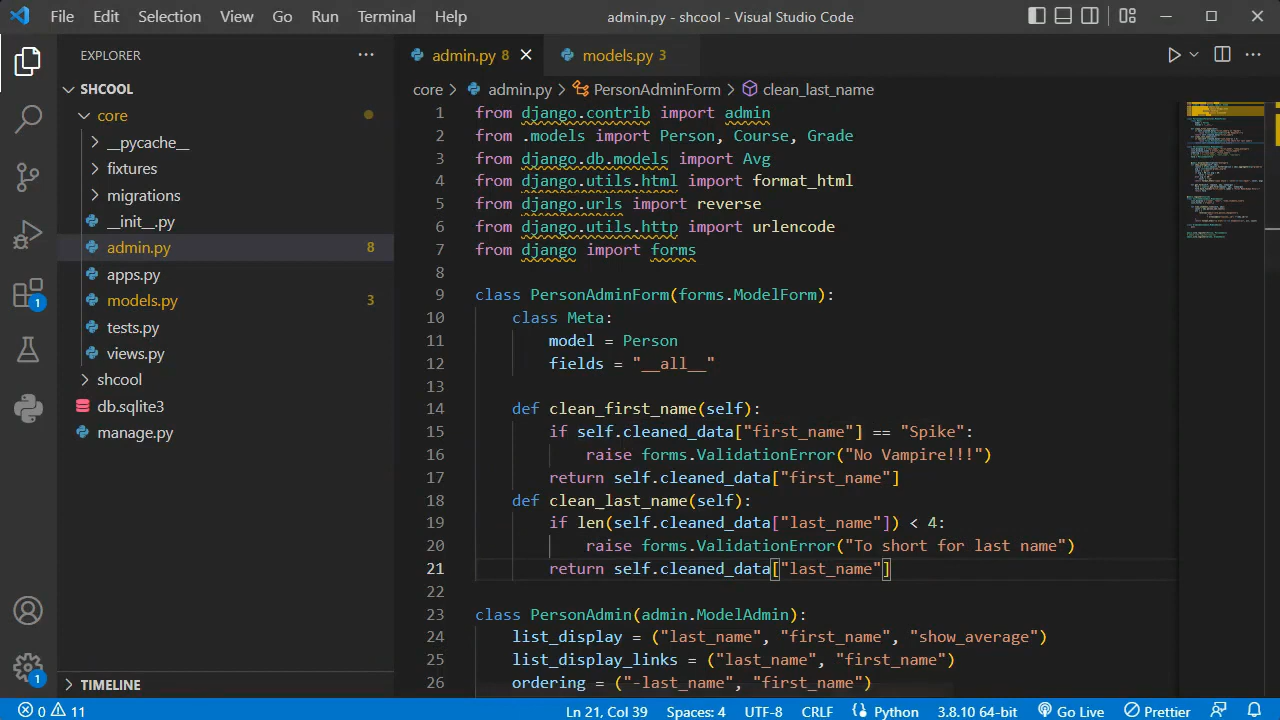 File Edit Selection View Go Run Terminal Help admin.py - shcool - Visual Studio Code
EXPLORER
SHCOOL
core
__pycache__
fixtures
migrations
__init__.py
admin.py 8
apps.py
models.py 3
tests.py
views.py
shcool
db.sqlite3
manage.py
TIMELINE
1
1
admin.py 8 models.py 3
core > admin.py > PersonAdminForm > clean_last_name
1 from django.contrib import admin
2 from .models import Person, Course, Grade
3 from django.db.models import Avg
4 from django.utils.html import format_html
5 from django.urls import reverse
6 from django.utils.http import urlencode
7 from django import forms
8
9 class PersonAdminForm(forms.ModelForm):
10 class Meta:
11 model = Person
12 fields = "__all__"
13
14 def clean_first_name(self):
15 if self.cleaned_data["first_name"] == "Spike":
16 raise forms.ValidationError("No Vampire!!!")
17 return self.cleaned_data["first_name"]
18 def clean_last_name(self):
19 if len(self.cleaned_data["last_name"]) < 4:
20 raise forms.ValidationError("To short for last name")
21 return self.cleaned_data["last_name"]
22
23 class PersonAdmin(admin.ModelAdmin):
24 list_display = ("last_name", "first_name", "show_average")
25 list_display_links = ("last_name", "first_name")
26 ordering = ("-last_name", "first_name")
0 11 Ln 21, Col 39 Spaces: 4 UTF-8 CRLF Python 3.8.10 64-bit Go Live Prettier